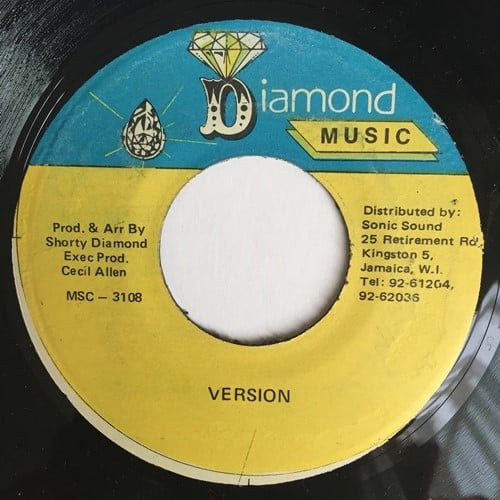 Diamond
MUSIC
Prod. & Arr By
Shorty Diamond
Exec Prod.
Cecil Allen
MSC – 3108
Distributed by:
Sonic Sound
25 Retirement Rd,
Kingston 5,
Jamaica, W.I.
Tel: 92-61204,
92-62036
VERSION